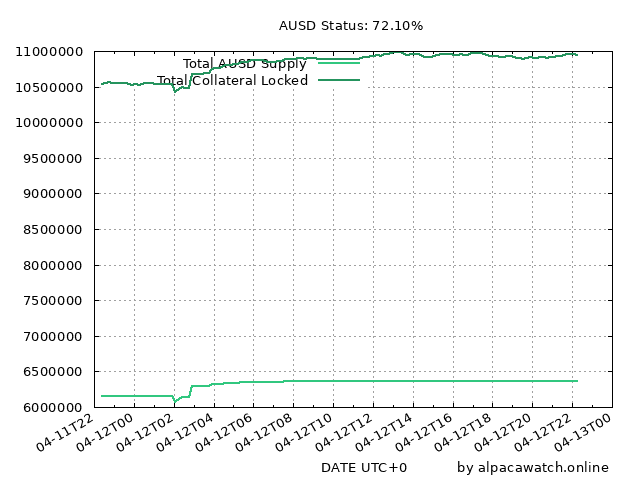 AUSD Status: 72.10%
11000000
Total AUSD Supply
Total Collateral Locked
10500000
10000000
9500000
9000000
8500000
8000000
7500000
7000000
6500000
6000000
04-11T22
04-12T00
04-12T02
04-12T04
04-12T06
04-12T08
04-12T10
04-12T12
04-12T14
04-12T16
04-12T18
04-12T20
04-12T22
04-13T00
DATE UTC+0
by alpacawatch.online